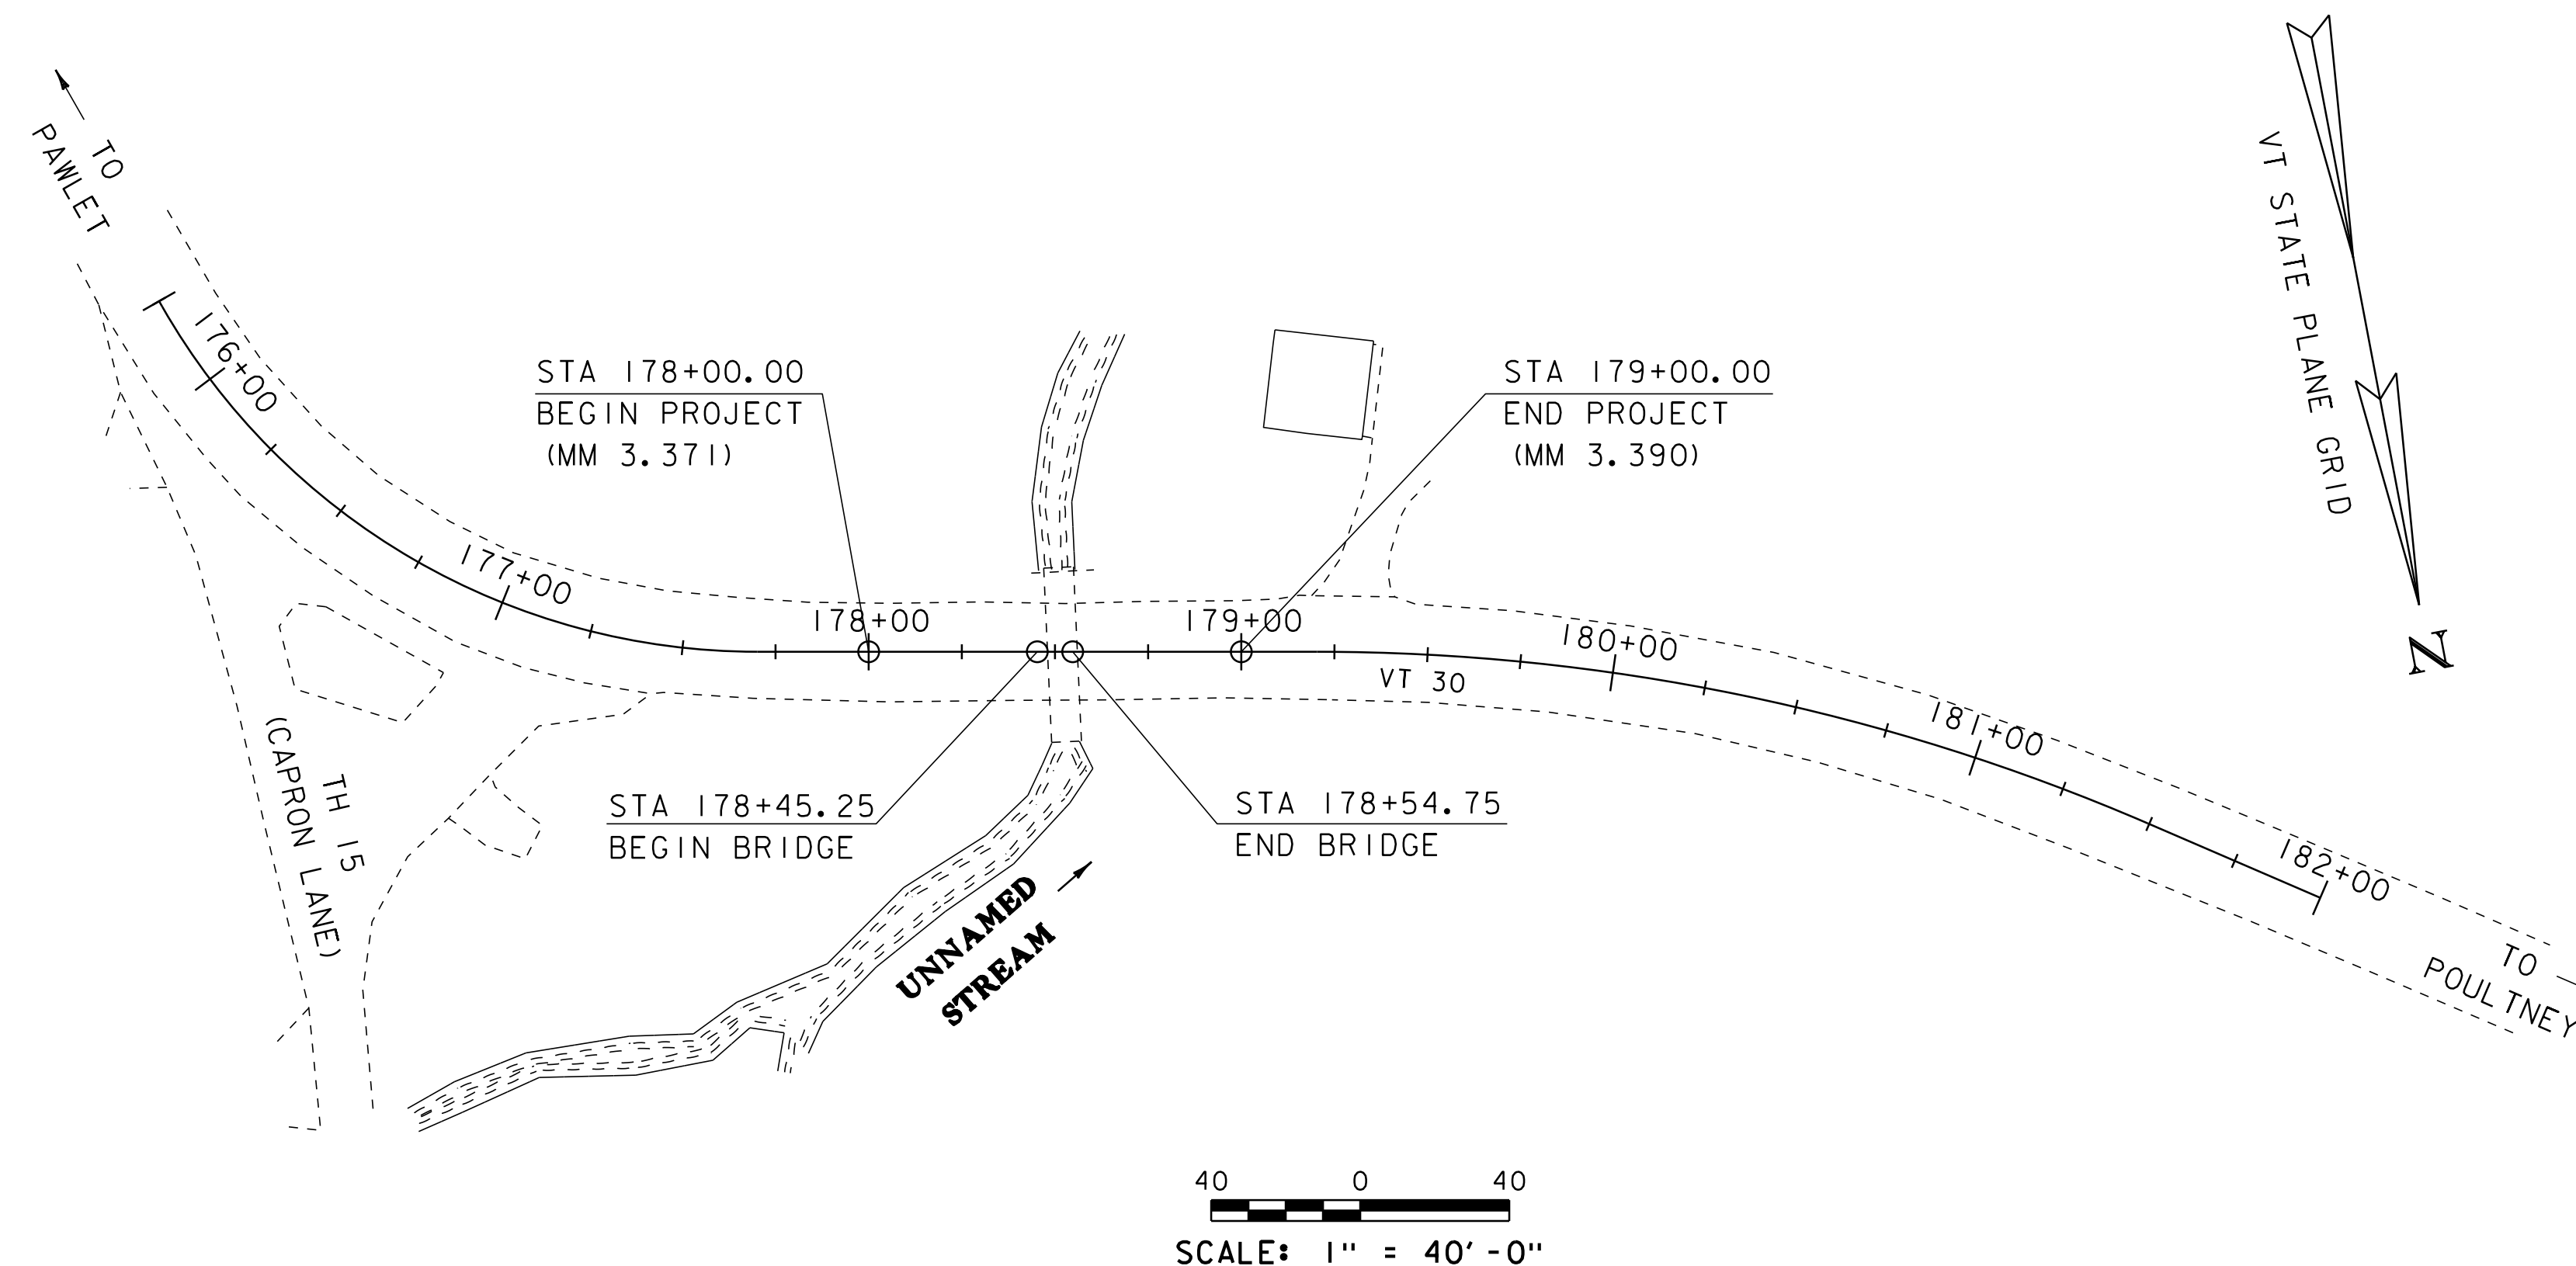 TO
PAWLET
176+00
177+00
STA 178+00.00
BEGIN PROJECT
(MM 3.371)
STA 179+00.00
END PROJECT
(MM 3.390)
VT STATE PLANE GRID
N
178+00
179+00
180+00
VT 30
181+00
182+00
TO
POULTNEY
TH 15
(CAPRON LANE)
STA 178+45.25
BEGIN BRIDGE
STA 178+54.75
END BRIDGE
UNNAMED
STREAM
40 0 40
SCALE: 1" = 40'-0"